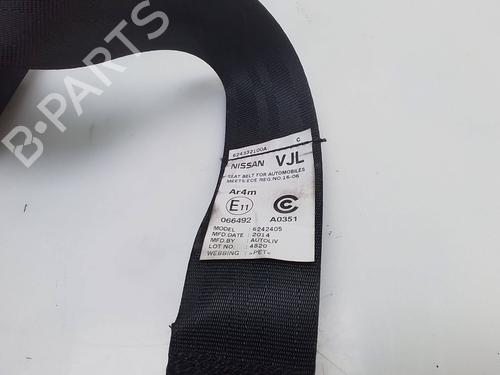 B-PARTS
624332100A C
NISSAN VJL
SEAT BELT FOR AUTOMOBILES
MEETS ECE REG.NO.16-06
Ar4m
E11
066492 A0351
MODEL : 6242405
MFD.DATE : 2014
MFD.BY : AUTOLIV
LOT NO. : 4820
WEBBING : >PET<